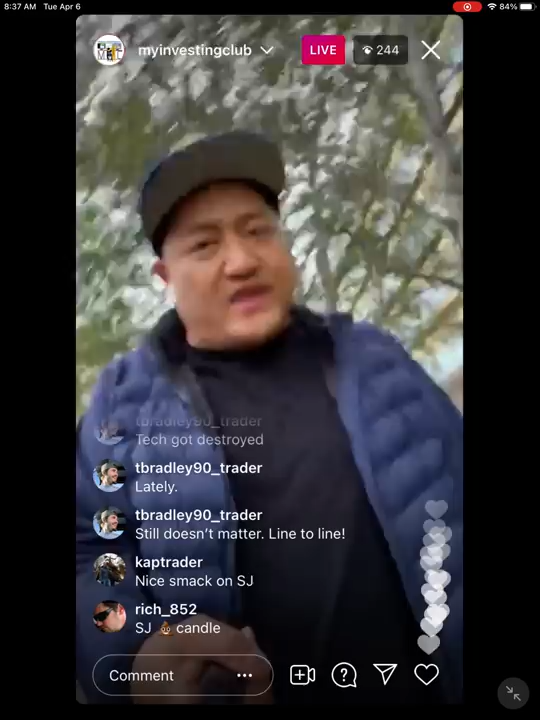 8:37 AM Tue Apr 6
84%
myinvestingclub
LIVE
244
tbradley90_trader
Tech got destroyed
tbradley90_trader
Lately.
tbradley90_trader
Still doesn’t matter. Line to line!
kaptrader
Nice smack on SJ
rich_852
SJ 💩 candle
Comment